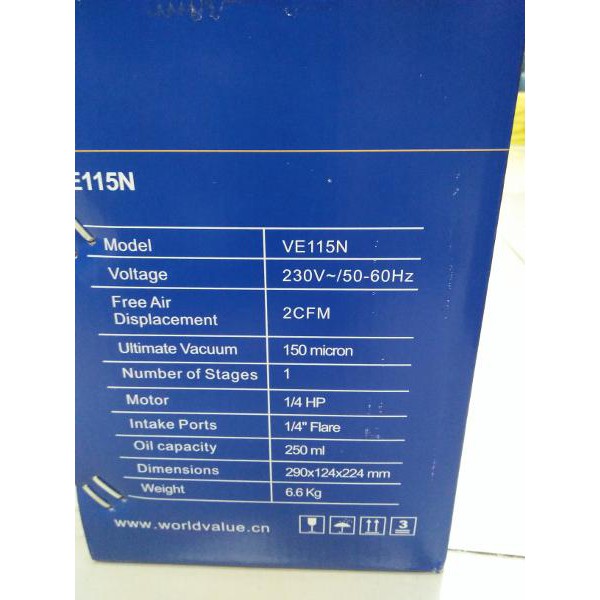 E115N
Model VE115N
Voltage 230V~/50-60Hz
Free Air
Displacement 2CFM
Ultimate Vacuum 150 micron
Number of Stages 1
Motor 1/4 HP
Intake Ports 1/4" Flare
Oil capacity 250 ml
Dimensions 290x124x224 mm
Weight 6.6 Kg
www.worldvalue.cn 3